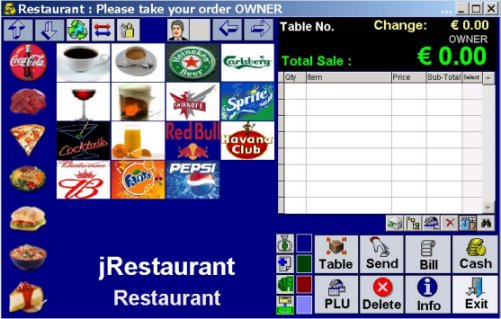 Restaurant : Please take your order OWNER
Table No. Change: € 0.00
OWNER
Total Sale : € 0.00
Qty Item Price Sub-Total Select
Coca-Cola
Heineken
Beer
Carlsberg
SMIRNOFF
Sprite
Cocktails
Red Bull
Havana
Club
Budweiser
B
Fanta
PEPSI
jRestaurant
Restaurant
Table Send Bill Cash
PLU Delete Info Exit